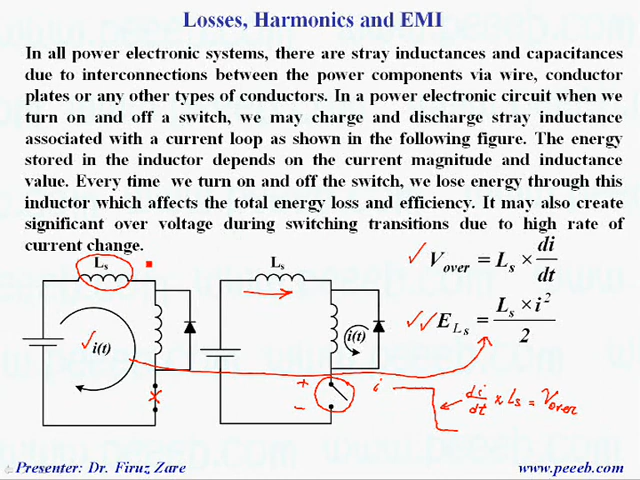 Losses, Harmonics and EMI
In all power electronic systems, there are stray inductances and capacitances
due to interconnections between the power components via wire, conductor
plates or any other types of conductors. In a power electronic circuit when we
turn on and off a switch, we may charge and discharge stray inductance
associated with a current loop as shown in the following figure. The energy
stored in the inductor depends on the current magnitude and inductance
value. Every time we turn on and off the switch, we lose energy through this
inductor which affects the total energy loss and efficiency. It may also create
significant over voltage during switching transitions due to high rate of
current change.
Ls
Ls
V over = Ls × di/dt
E Ls = Ls × i² / 2
i(t)
i(t)
+
−
i
di/dt × Ls = Vover
Presenter: Dr. Firuz Zare
www.peeeb.com